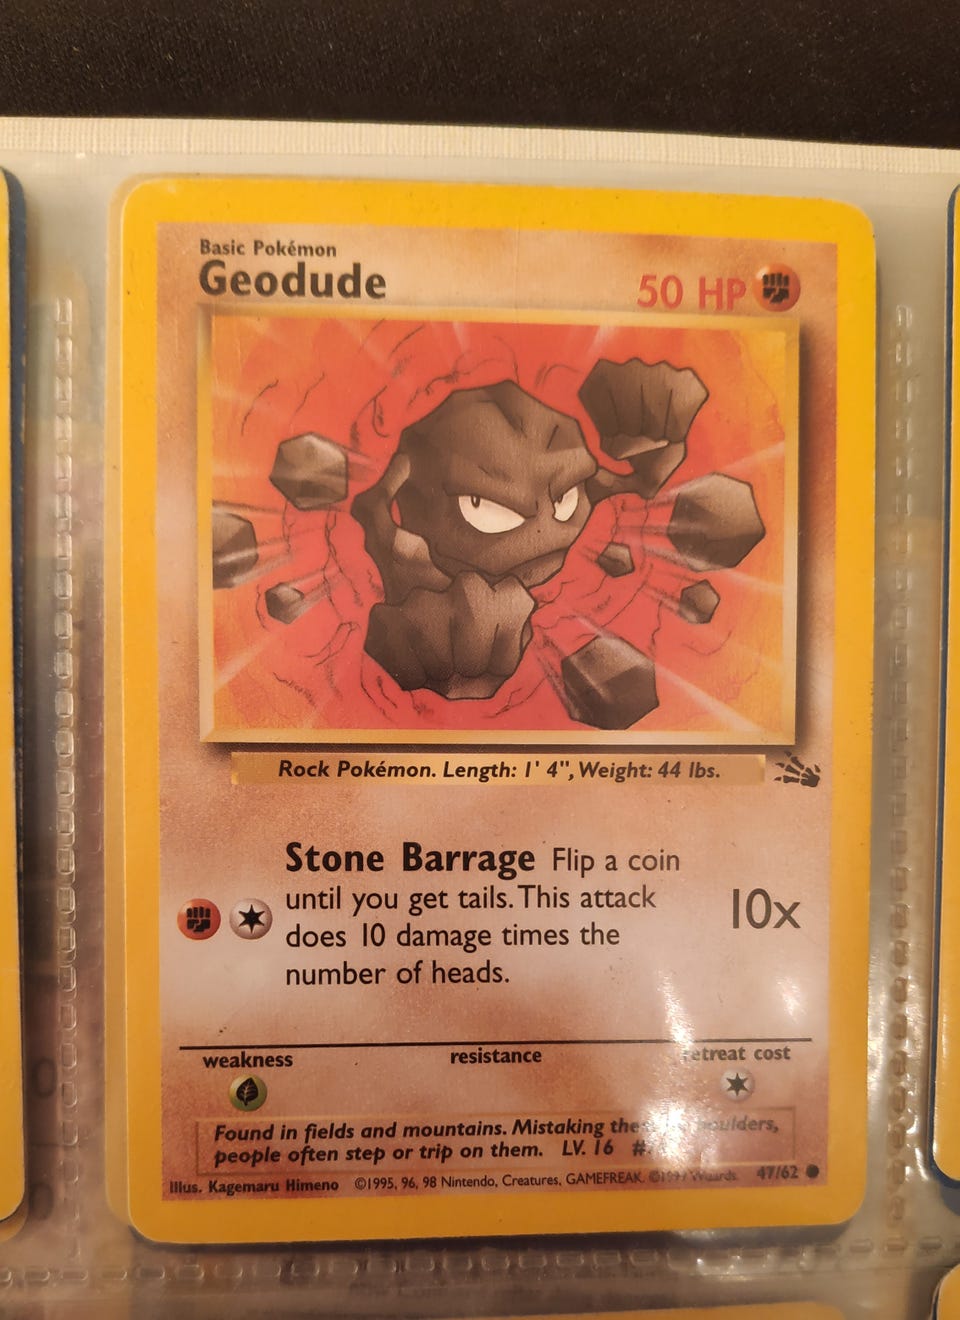 Basic Pokémon
Geodude
50 HP
Rock Pokémon. Length: 1' 4", Weight: 44 lbs.
Stone Barrage Flip a coin
until you get tails. This attack
does 10 damage times the
number of heads.
10x
weakness
resistance
retreat cost
Found in fields and mountains. Mistaking boulders,
people often step or trip on them. LV. 16 #
Illus. Kagemaru Himeno ©1995, 96, 98 Nintendo, Creatures, GAMEFREAK. ©1999 Wizards. 47/62